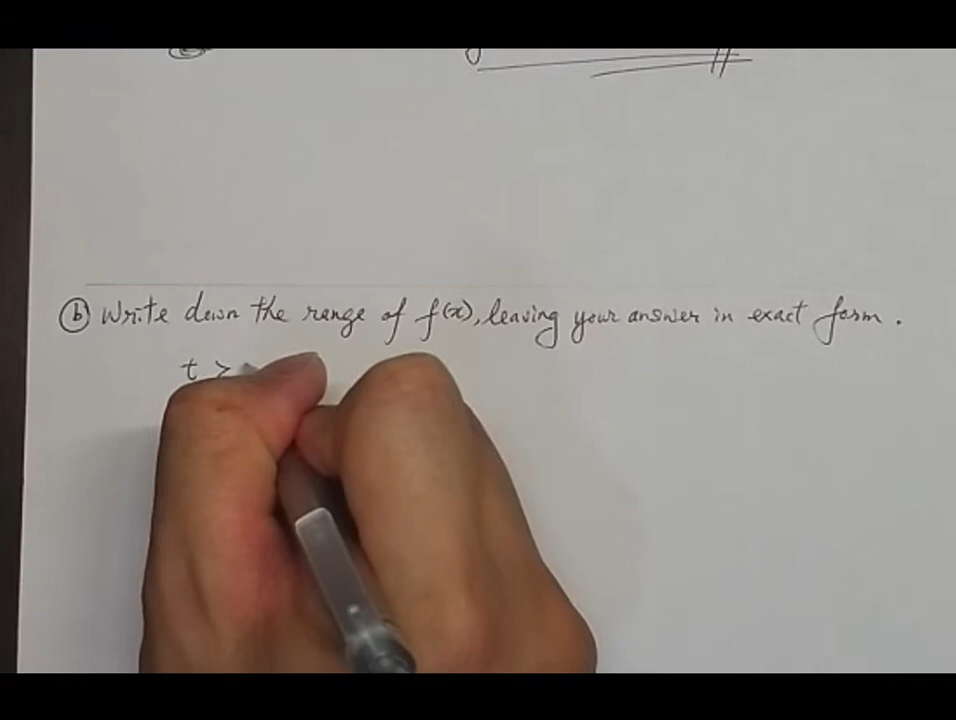 (b) Write down the range of f(x), leaving your answer in exact form.
t >